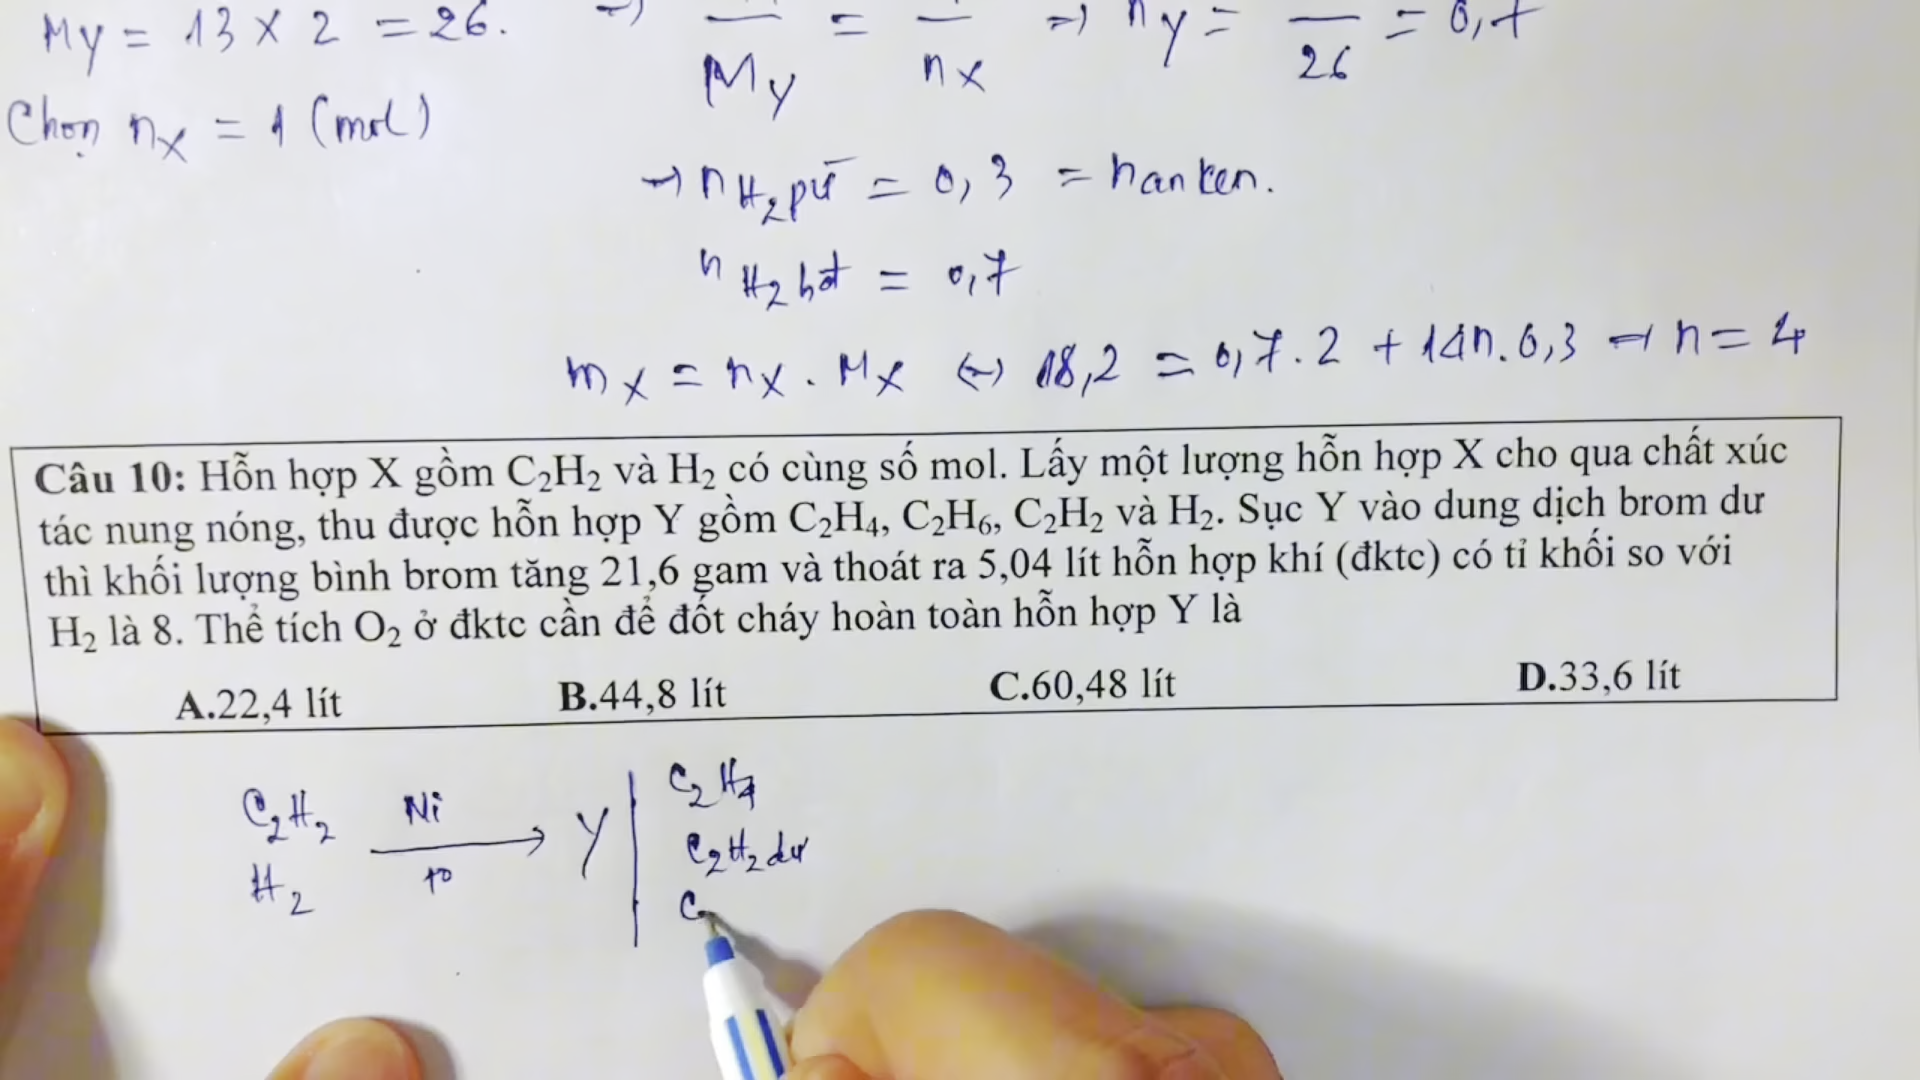 My = 13 × 2 = 26. → / My = / nx → ny = / 26 = 0,7
Chọn nx = 1 (mol)
→ nH₂pứ = 0,3 = nanken.
nH₂ bđ = 0,7
mx = nx . Mx ↔ 18,2 = 0,7.2 + 14n.0,3 → n = 4
Câu 10: Hỗn hợp X gồm C₂H₂ và H₂ có cùng số mol. Lấy một lượng hỗn hợp X cho qua chất xúc
tác nung nóng, thu được hỗn hợp Y gồm C₂H₄, C₂H₆, C₂H₂ và H₂. Sục Y vào dung dịch brom dư
thì khối lượng bình brom tăng 21,6 gam và thoát ra 5,04 lít hỗn hợp khí (đktc) có tỉ khối so với
H₂ là 8. Thể tích O₂ ở đktc cần để đốt cháy hoàn toàn hỗn hợp Y là
A.22,4 lít B.44,8 lít C.60,48 lít D.33,6 lít
C₂H₄
C₂H₂ Ni → Y C₂H₂ dư
H₂ t° C